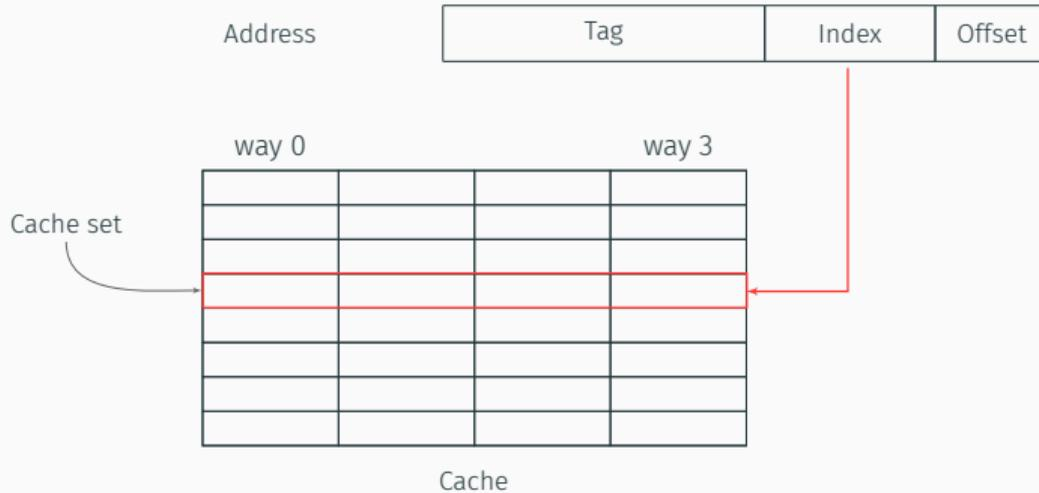 Address
Tag
Index
Offset
way 0
way 3
Cache set
Cache